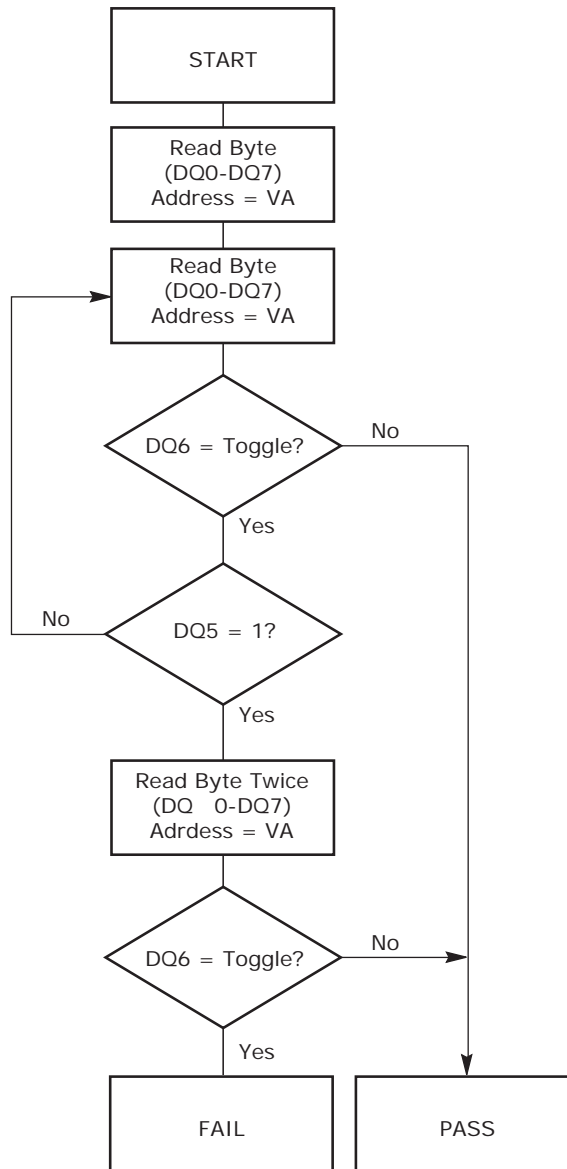 START
Read Byte
(DQ0-DQ7)
Address = VA
Read Byte
(DQ0-DQ7)
Address = VA
DQ6 = Toggle?
No
Yes
No
DQ5 = 1?
Yes
Read Byte Twice
(DQ 0-DQ7)
Adrdess = VA
DQ6 = Toggle?
No
Yes
FAIL
PASS